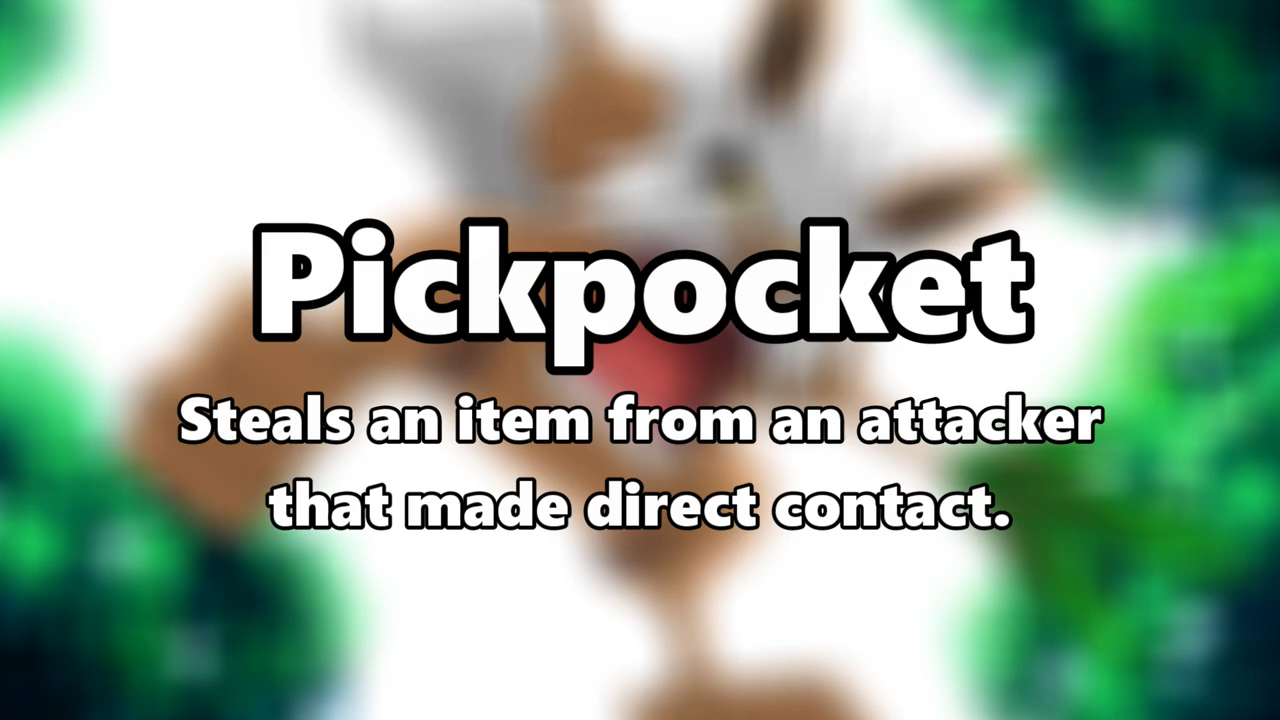 Pickpocket
Steals an item from an attacker
that made direct contact.